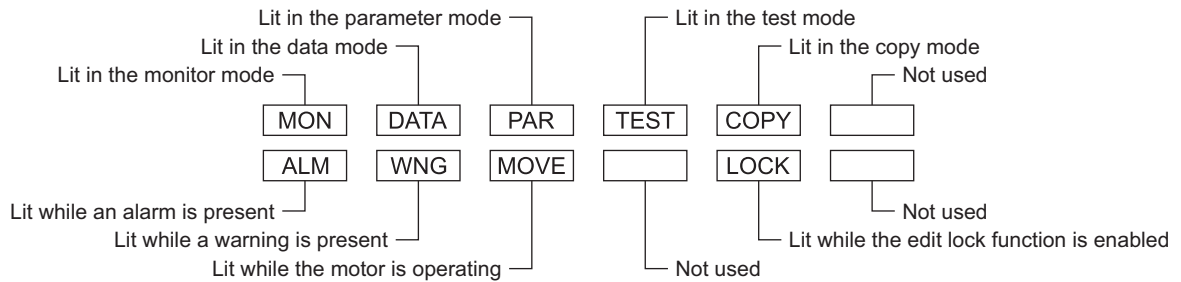 Lit in the parameter mode
Lit in the test mode
Lit in the data mode
Lit in the copy mode
Lit in the monitor mode
Not used
MON DATA PAR TEST COPY
ALM WNG MOVE LOCK
Lit while an alarm is present
Not used
Lit while a warning is present
Lit while the edit lock function is enabled
Lit while the motor is operating
Not used